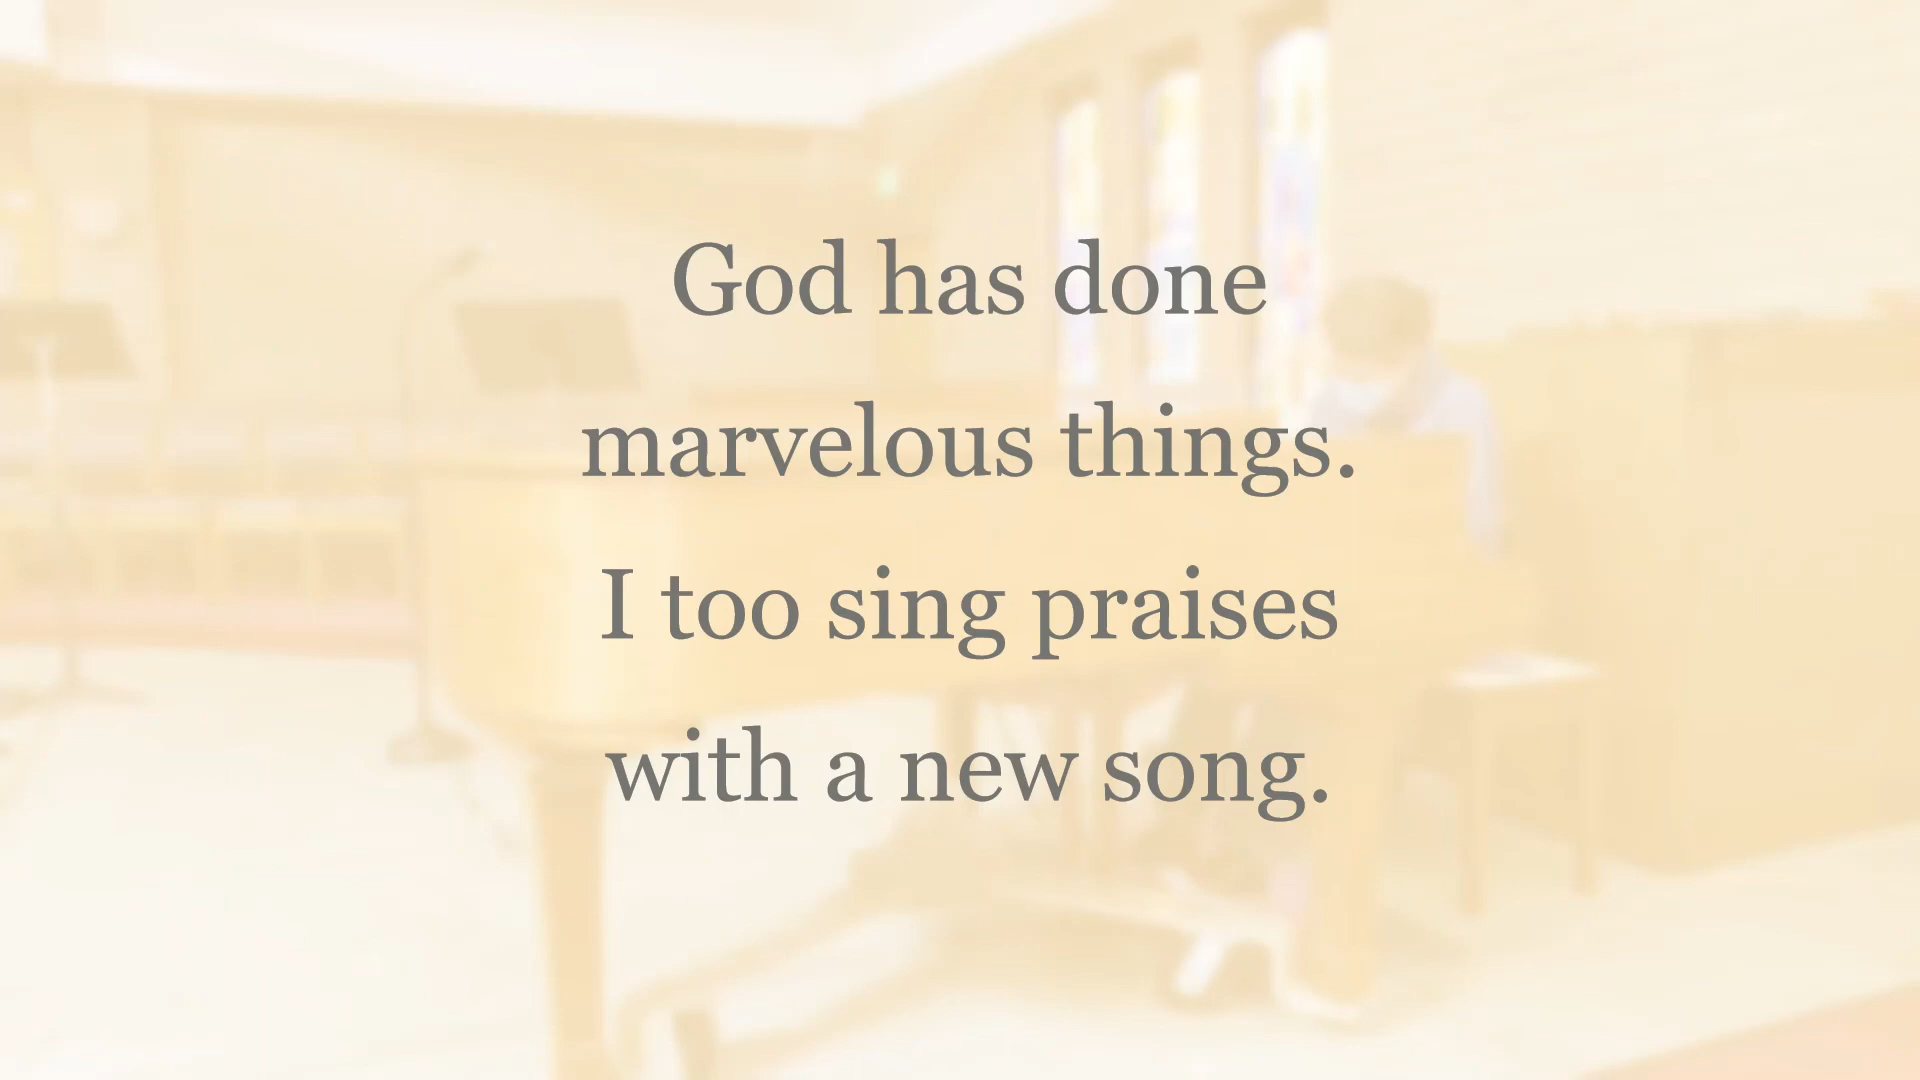 God has done
marvelous things.
I too sing praises
with a new song.